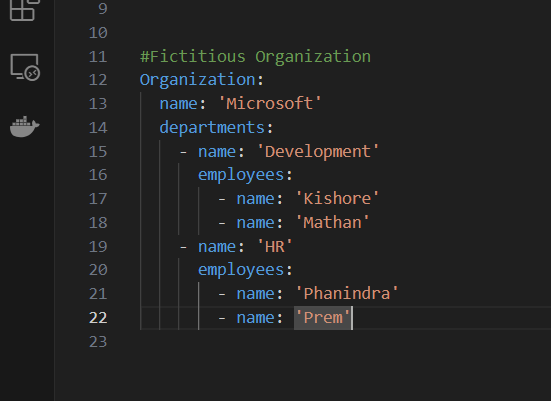 9
10
11 #Fictitious Organization
12 Organization:
13   name: 'Microsoft'
14   departments:
15     - name: 'Development'
16       employees:
17         - name: 'Kishore'
18         - name: 'Mathan'
19     - name: 'HR'
20       employees:
21         - name: 'Phanindra'
22         - name: 'Prem'
23